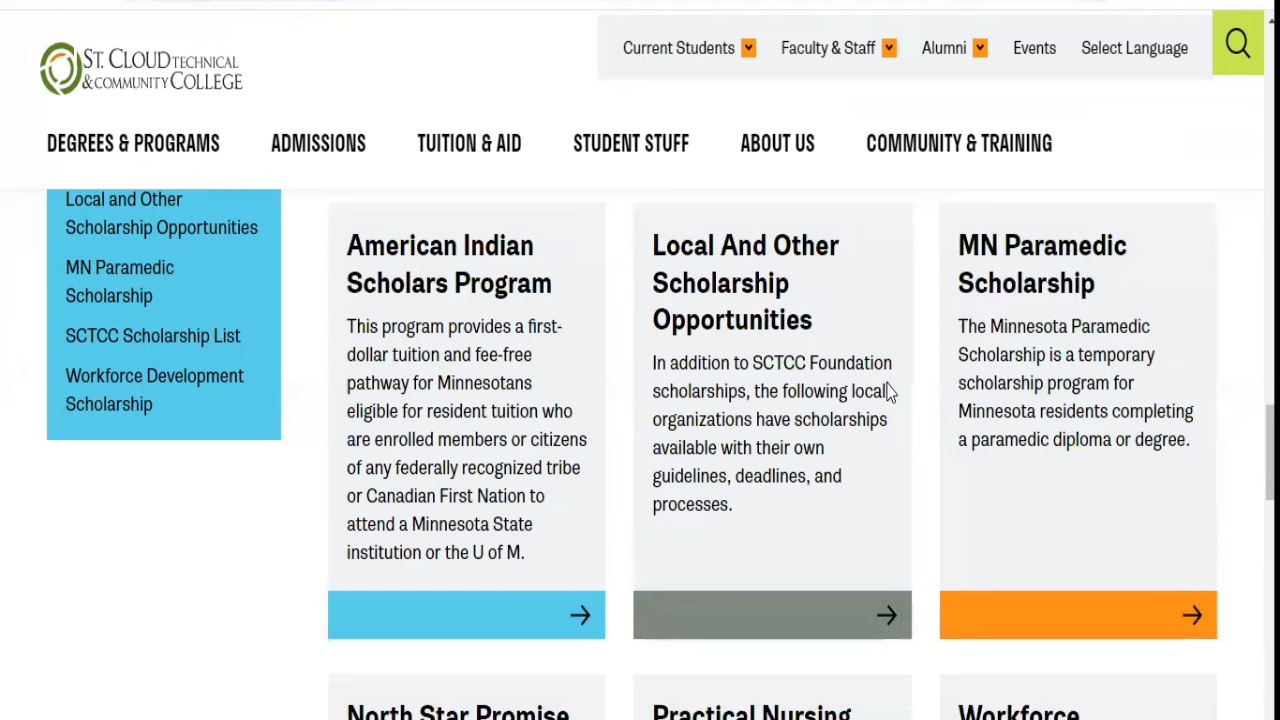 ST. CLOUD TECHNICAL
& COMMUNITY COLLEGE
Current Students
Faculty & Staff
Alumni
Events
Select Language
DEGREES & PROGRAMS
ADMISSIONS
TUITION & AID
STUDENT STUFF
ABOUT US
COMMUNITY & TRAINING
Local and Other
Scholarship Opportunities
MN Paramedic
Scholarship
SCTCC Scholarship List
Workforce Development
Scholarship
American Indian
Scholars Program
This program provides a first-
dollar tuition and fee-free
pathway for Minnesotans
eligible for resident tuition who
are enrolled members or citizens
of any federally recognized tribe
or Canadian First Nation to
attend a Minnesota State
institution or the U of M.
Local And Other
Scholarship
Opportunities
In addition to SCTCC Foundation
scholarships, the following local
organizations have scholarships
available with their own
guidelines, deadlines, and
processes.
MN Paramedic
Scholarship
The Minnesota Paramedic
Scholarship is a temporary
scholarship program for
Minnesota residents completing
a paramedic diploma or degree.
North Star Promise
Practical Nursing
Workforce